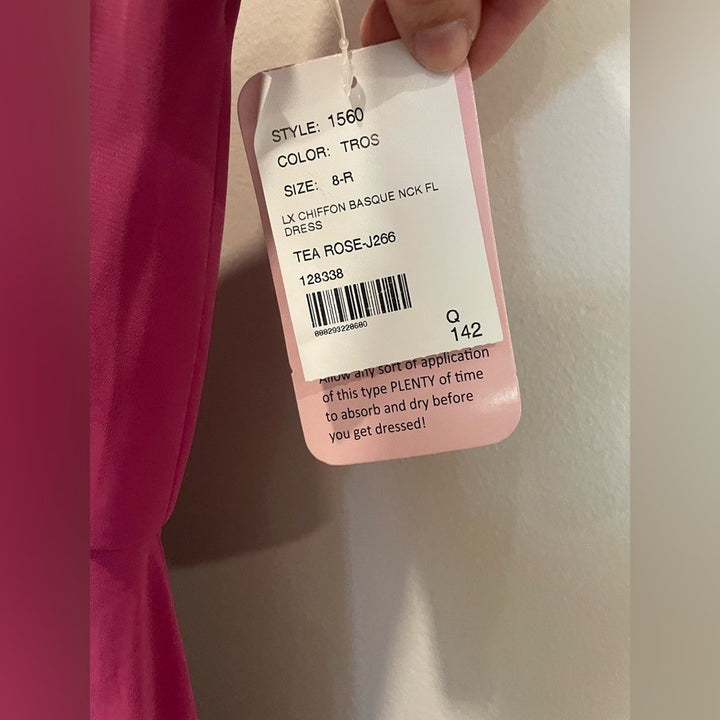 STYLE: 1560
COLOR: TROS
SIZE: 8-R
LX CHIFFON BASQUE NCK FL
DRESS
TEA ROSE-J266
128338
Q
142
Allow any sort of application
of this type PLENTY of time
to absorb and dry before
you get dressed!